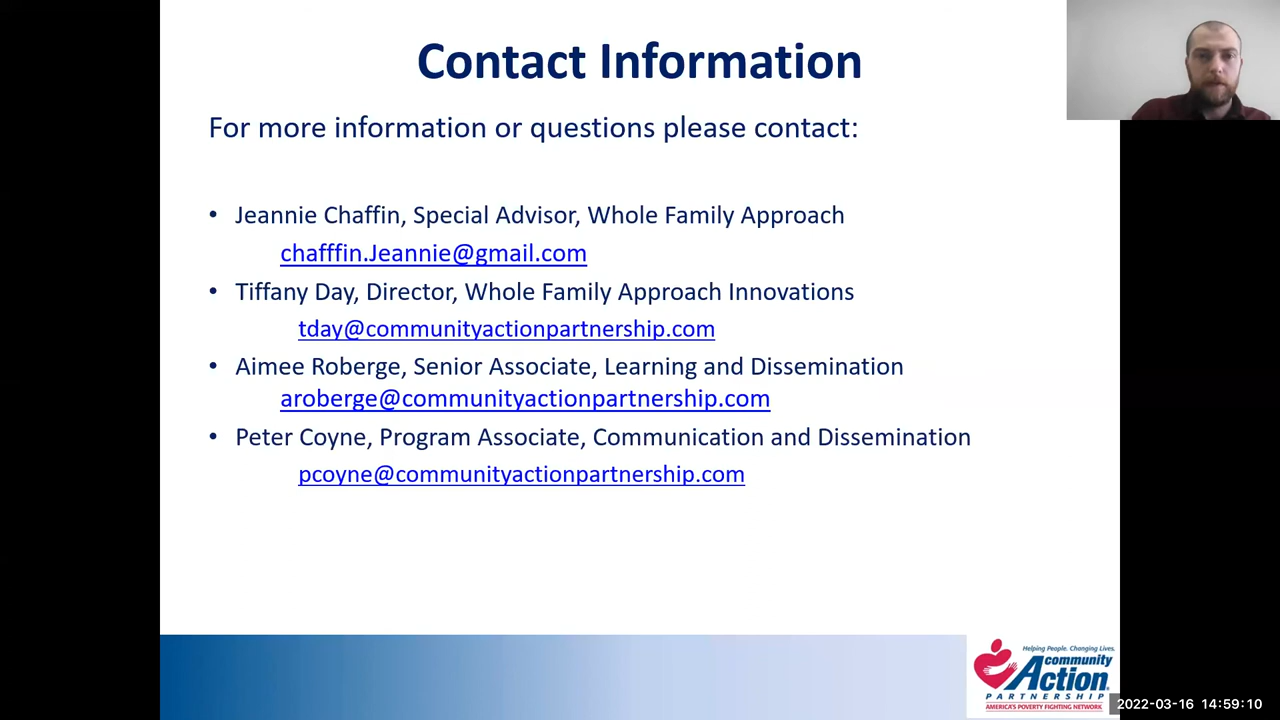 Contact Information
For more information or questions please contact:
• Jeannie Chaffin, Special Advisor, Whole Family Approach
chafffin.Jeannie@gmail.com
• Tiffany Day, Director, Whole Family Approach Innovations
tday@communityactionpartnership.com
• Aimee Roberge, Senior Associate, Learning and Dissemination
aroberge@communityactionpartnership.com
• Peter Coyne, Program Associate, Communication and Dissemination
pcoyne@communityactionpartnership.com
Helping People. Changing Lives.
community
Action
PARTNERSHIP
AMERICA'S POVERTY FIGHTING NETWORK
2022-03-16 14:59:10